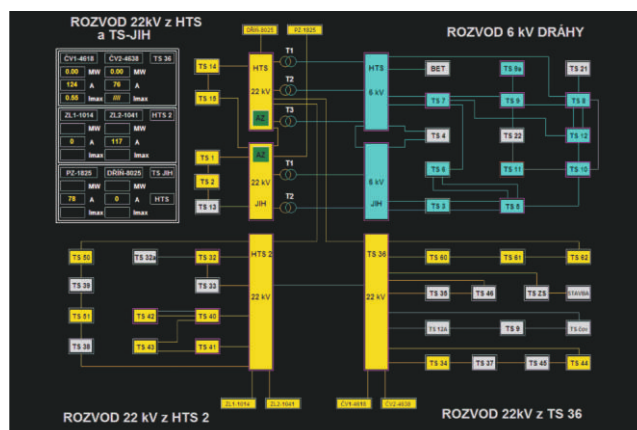 ROZVOD 22kV z HTS
a TS-JIH
ROZVOD 6 kV DRÁHY
DŘÍŇ-8025
PZ-1825
ČV1-4618 ČV2-4638 TS 36
0.00 MW 0.00 MW
124 A 76 A
0.55 Imax //// Imax
ZL1-1014 ZL2-1041 HTS 2
MW MW
0 A 117 A
Imax Imax
PZ-1825 DŘÍŇ-8025 TS JIH
MW MW
78 A 0 A HTS
Imax Imax
TS 14
TS 15
HTS
22 kV
AZ
T1
T2
T3
HTS
6 kV
TS 1
TS 2
TS 13
AZ
22 kV
JIH
T1
T2
6 kV
JIH
BET TS 9a TS 21
TS 7 TS 9 TS 8
TS 4 TS 22 TS 12
TS 6 TS 11 TS 10
TS 3 TS 5
TS 50 TS 32a TS 32
TS 39 TS 33
TS 51 TS 42 TS 40
TS 38 TS 43 TS 41
HTS 2
22 kV
TS 36
22 kV
TS 60 TS 61 TS 62
TS 35 TS 46 TS ZS STAVBA
TS 12A TS 9 TS čov
TS 34 TS 37 TS 45 TS 44
ZL1-1014 ZL2-1041
ČV1-4618 ČV2-4638
ROZVOD 22 kV z HTS 2
ROZVOD 22kV z TS 36